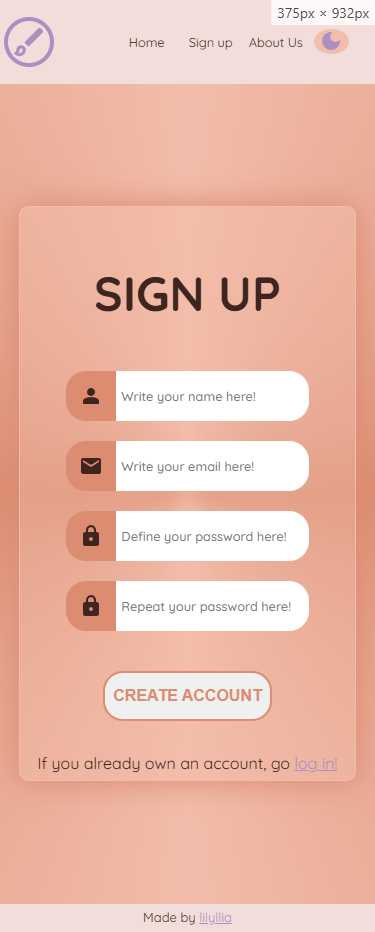 375px × 932px
Home Sign up About Us
SIGN UP
Write your name here!
Write your email here!
Define your password here!
Repeat your password here!
CREATE ACCOUNT
If you already own an account, go log in!
Made by lilyllia